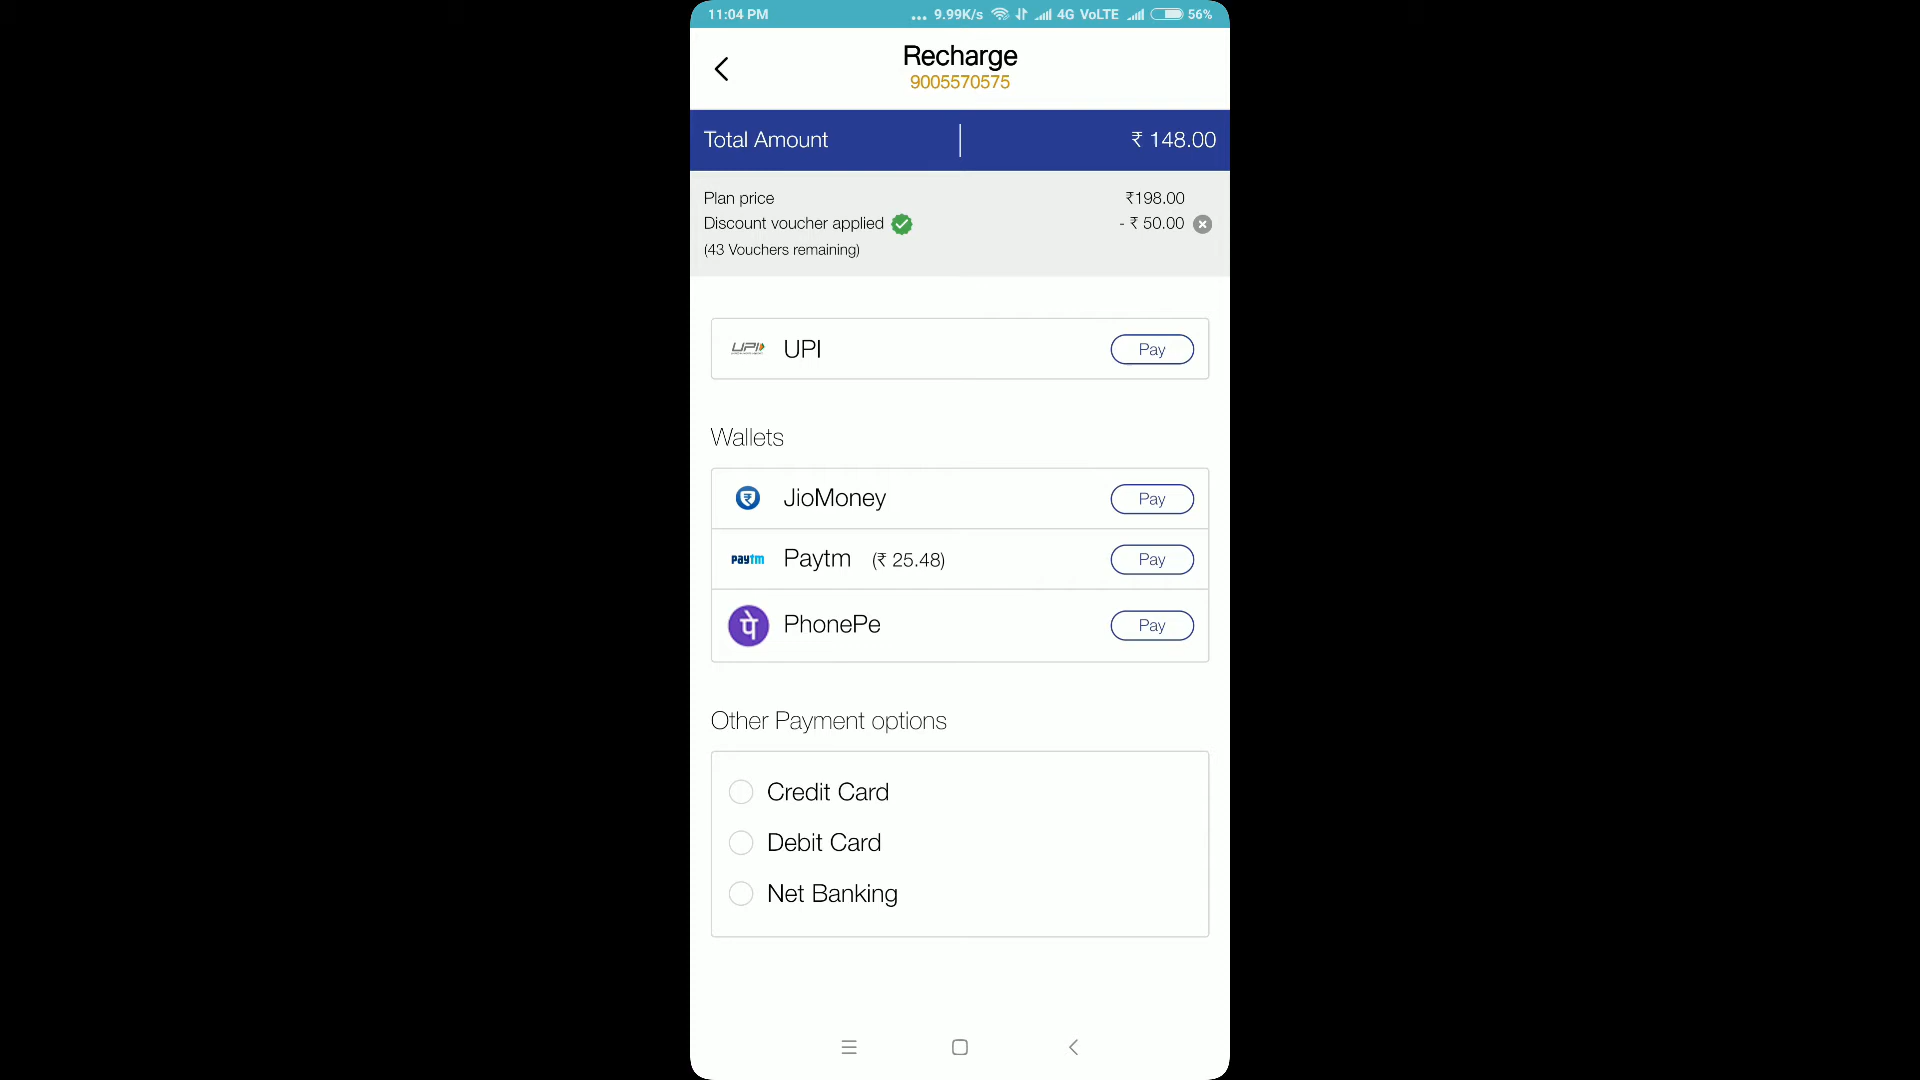 11:04 PM ... 9.99K/s 4G VoLTE 56%
Recharge
9005570575
Total Amount ₹ 148.00
Plan price ₹198.00
Discount voucher applied - ₹ 50.00
(43 Vouchers remaining)
UPI UPI Pay
Wallets
JioMoney Pay
paytm Paytm (₹ 25.48) Pay
पे PhonePe Pay
Other Payment options
Credit Card
Debit Card
Net Banking